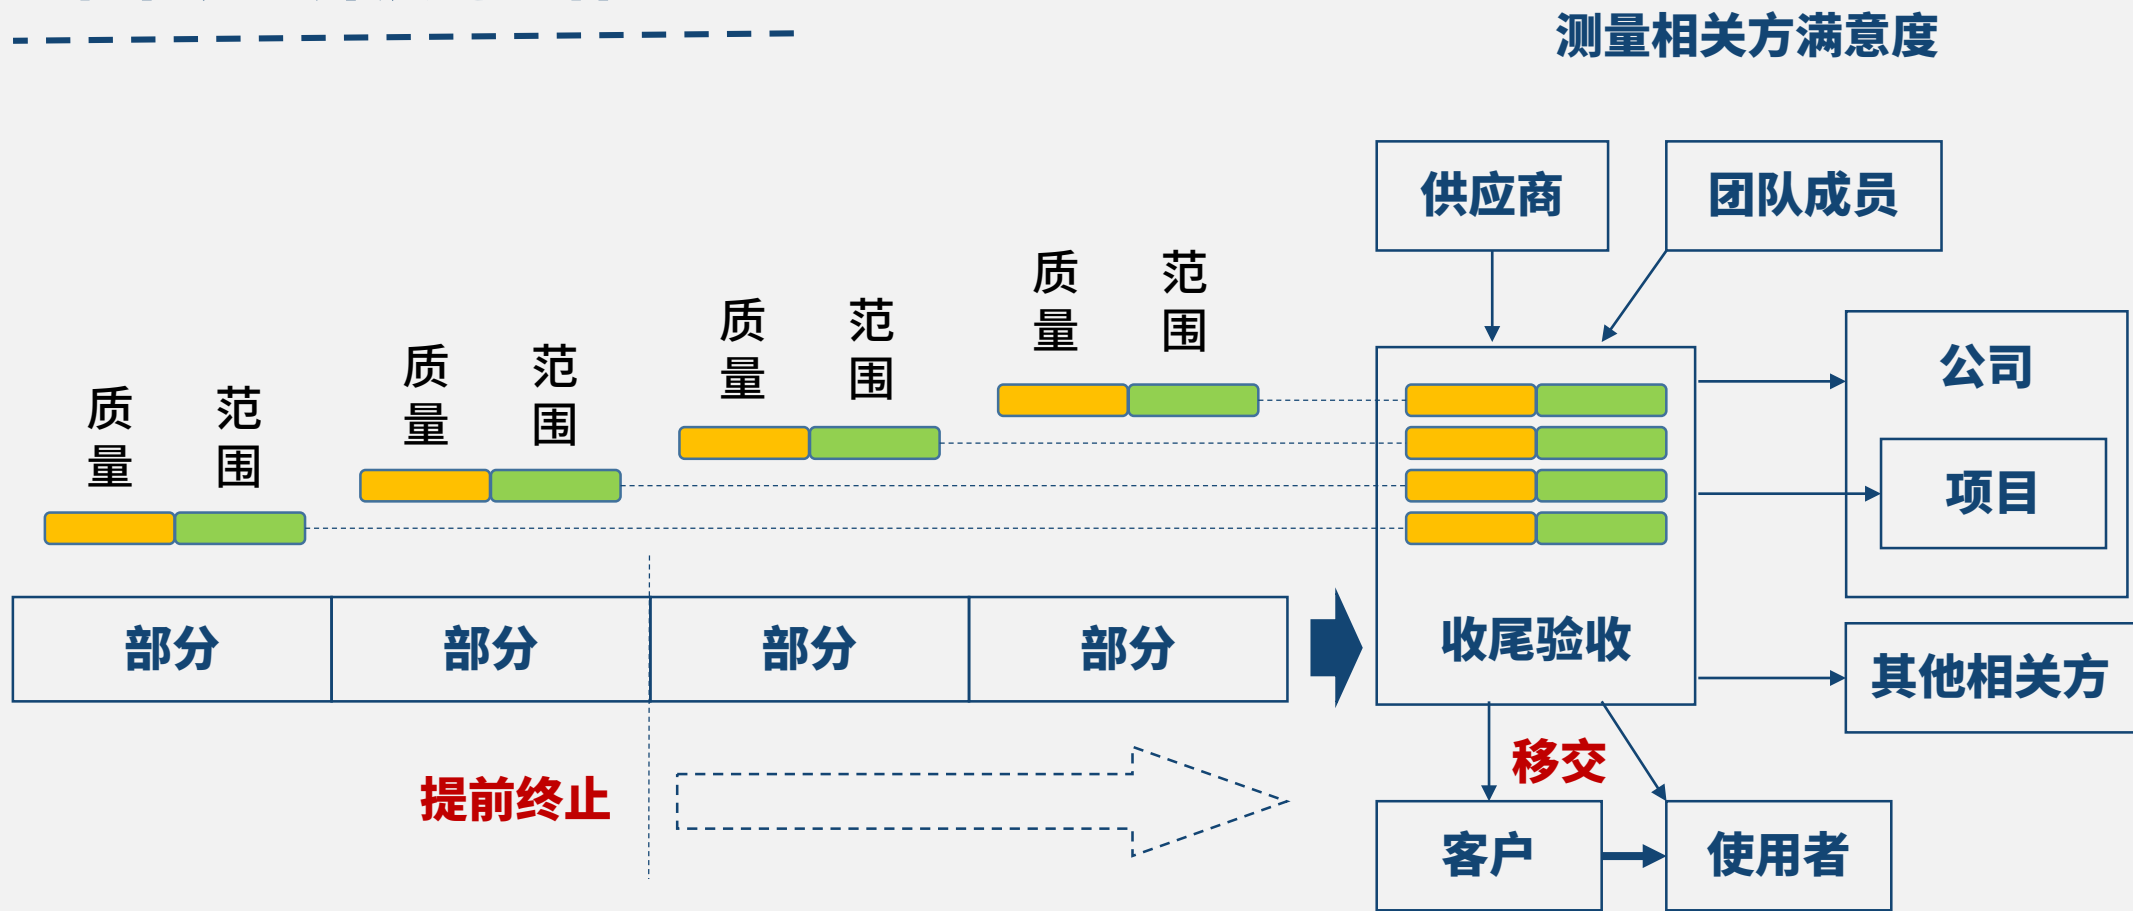 测量相关方满意度
供应商
团队成员
质量
范围
质量
范围
质量
范围
质量
范围
公司
项目
部分
部分
部分
部分
收尾验收
其他相关方
提前终止
移交
客户
使用者